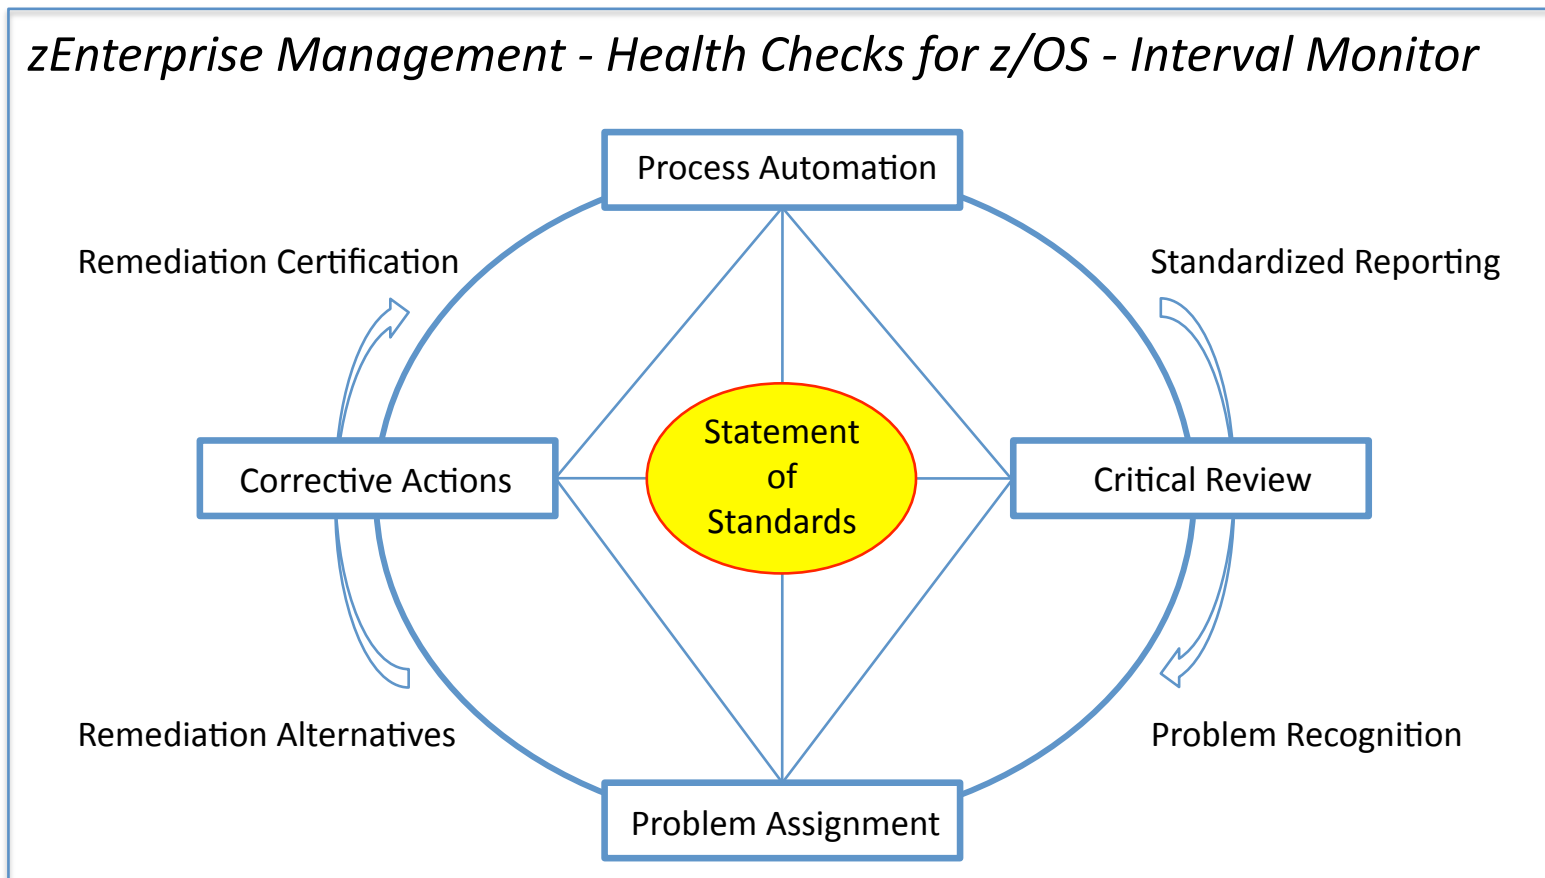 zEnterprise Management - Health Checks for z/OS - Interval Monitor
Process Automation
Remediation Certification
Standardized Reporting
Statement
of
Standards
Corrective Actions
Critical Review
Remediation Alternatives
Problem Recognition
Problem Assignment